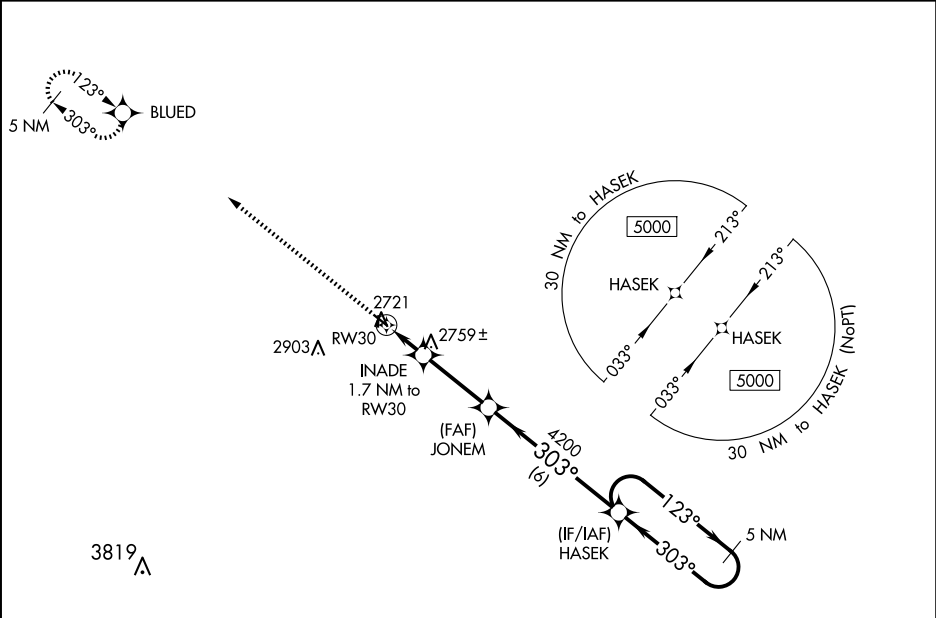 123°
BLUED
303°
5 NM
30 NM to HASEK
5000
213°
HASEK
033°
213°
HASEK
5000
033°
30 NM to HASEK (NoPT)
2721
RW30
2903
2759±
INADE
1.7 NM to
RW30
(FAF)
JONEM
4200
303°
(6)
(IF/IAF)
HASEK
123°
303°
5 NM
3819